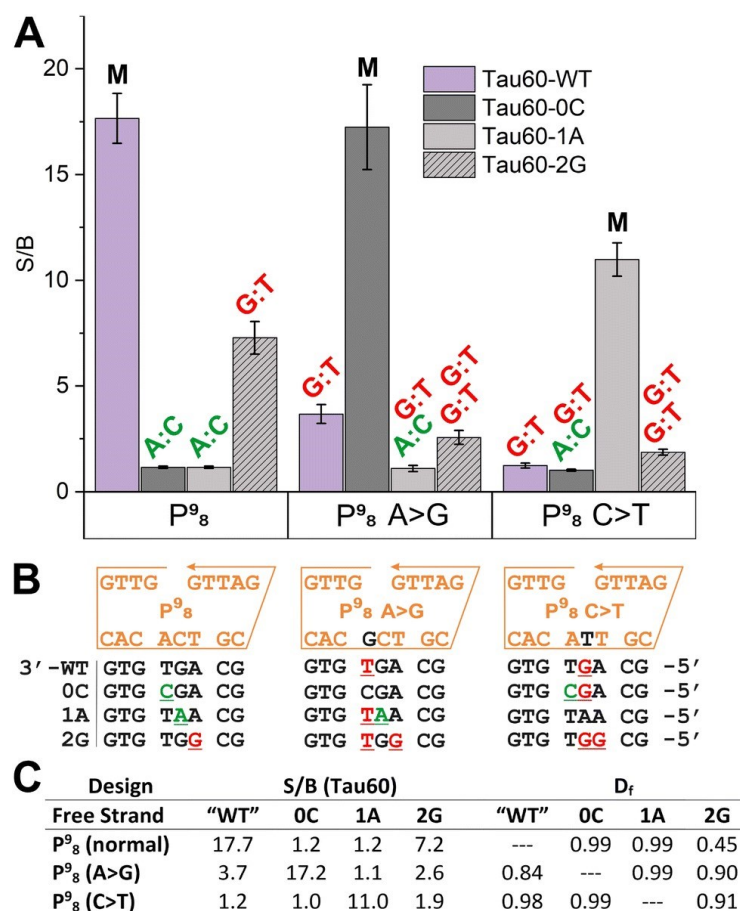 A
M
M
M
Tau60-WT
Tau60-0C
Tau60-1A
Tau60-2G
20
15
10
5
0
S/B
A:C
A:C
G:T
G:T
G:T
A:C
G:T
G:T
G:T
G:T
A:C
G:T
G:T
P⁹₈
P⁹₈ A>G
P⁹₈ C>T
B
GTTG GTTAG GTTG GTTAG GTTG GTTAG
P⁹₈ P⁹₈ A>G P⁹₈ C>T
CAC ACT GC CAC GCT GC CAC ATT GC
3′-WT GTG TGA CG GTG TGA CG GTG TGA CG -5′
0C GTG CGA CG GTG CGA CG GTG CGA CG -5′
1A GTG TAA CG GTG TAA CG GTG TAA CG -5′
2G GTG TGG CG GTG TGG CG GTG TGG CG -5′
C
Design S/B (Tau60) Df
Free Strand “WT” 0C 1A 2G “WT” 0C 1A 2G
P⁹₈ (normal) 17.7 1.2 1.2 7.2 --- 0.99 0.99 0.45
P⁹₈ (A>G) 3.7 17.2 1.1 2.6 0.84 --- 0.99 0.90
P⁹₈ (C>T) 1.2 1.0 11.0 1.9 0.98 0.99 --- 0.91